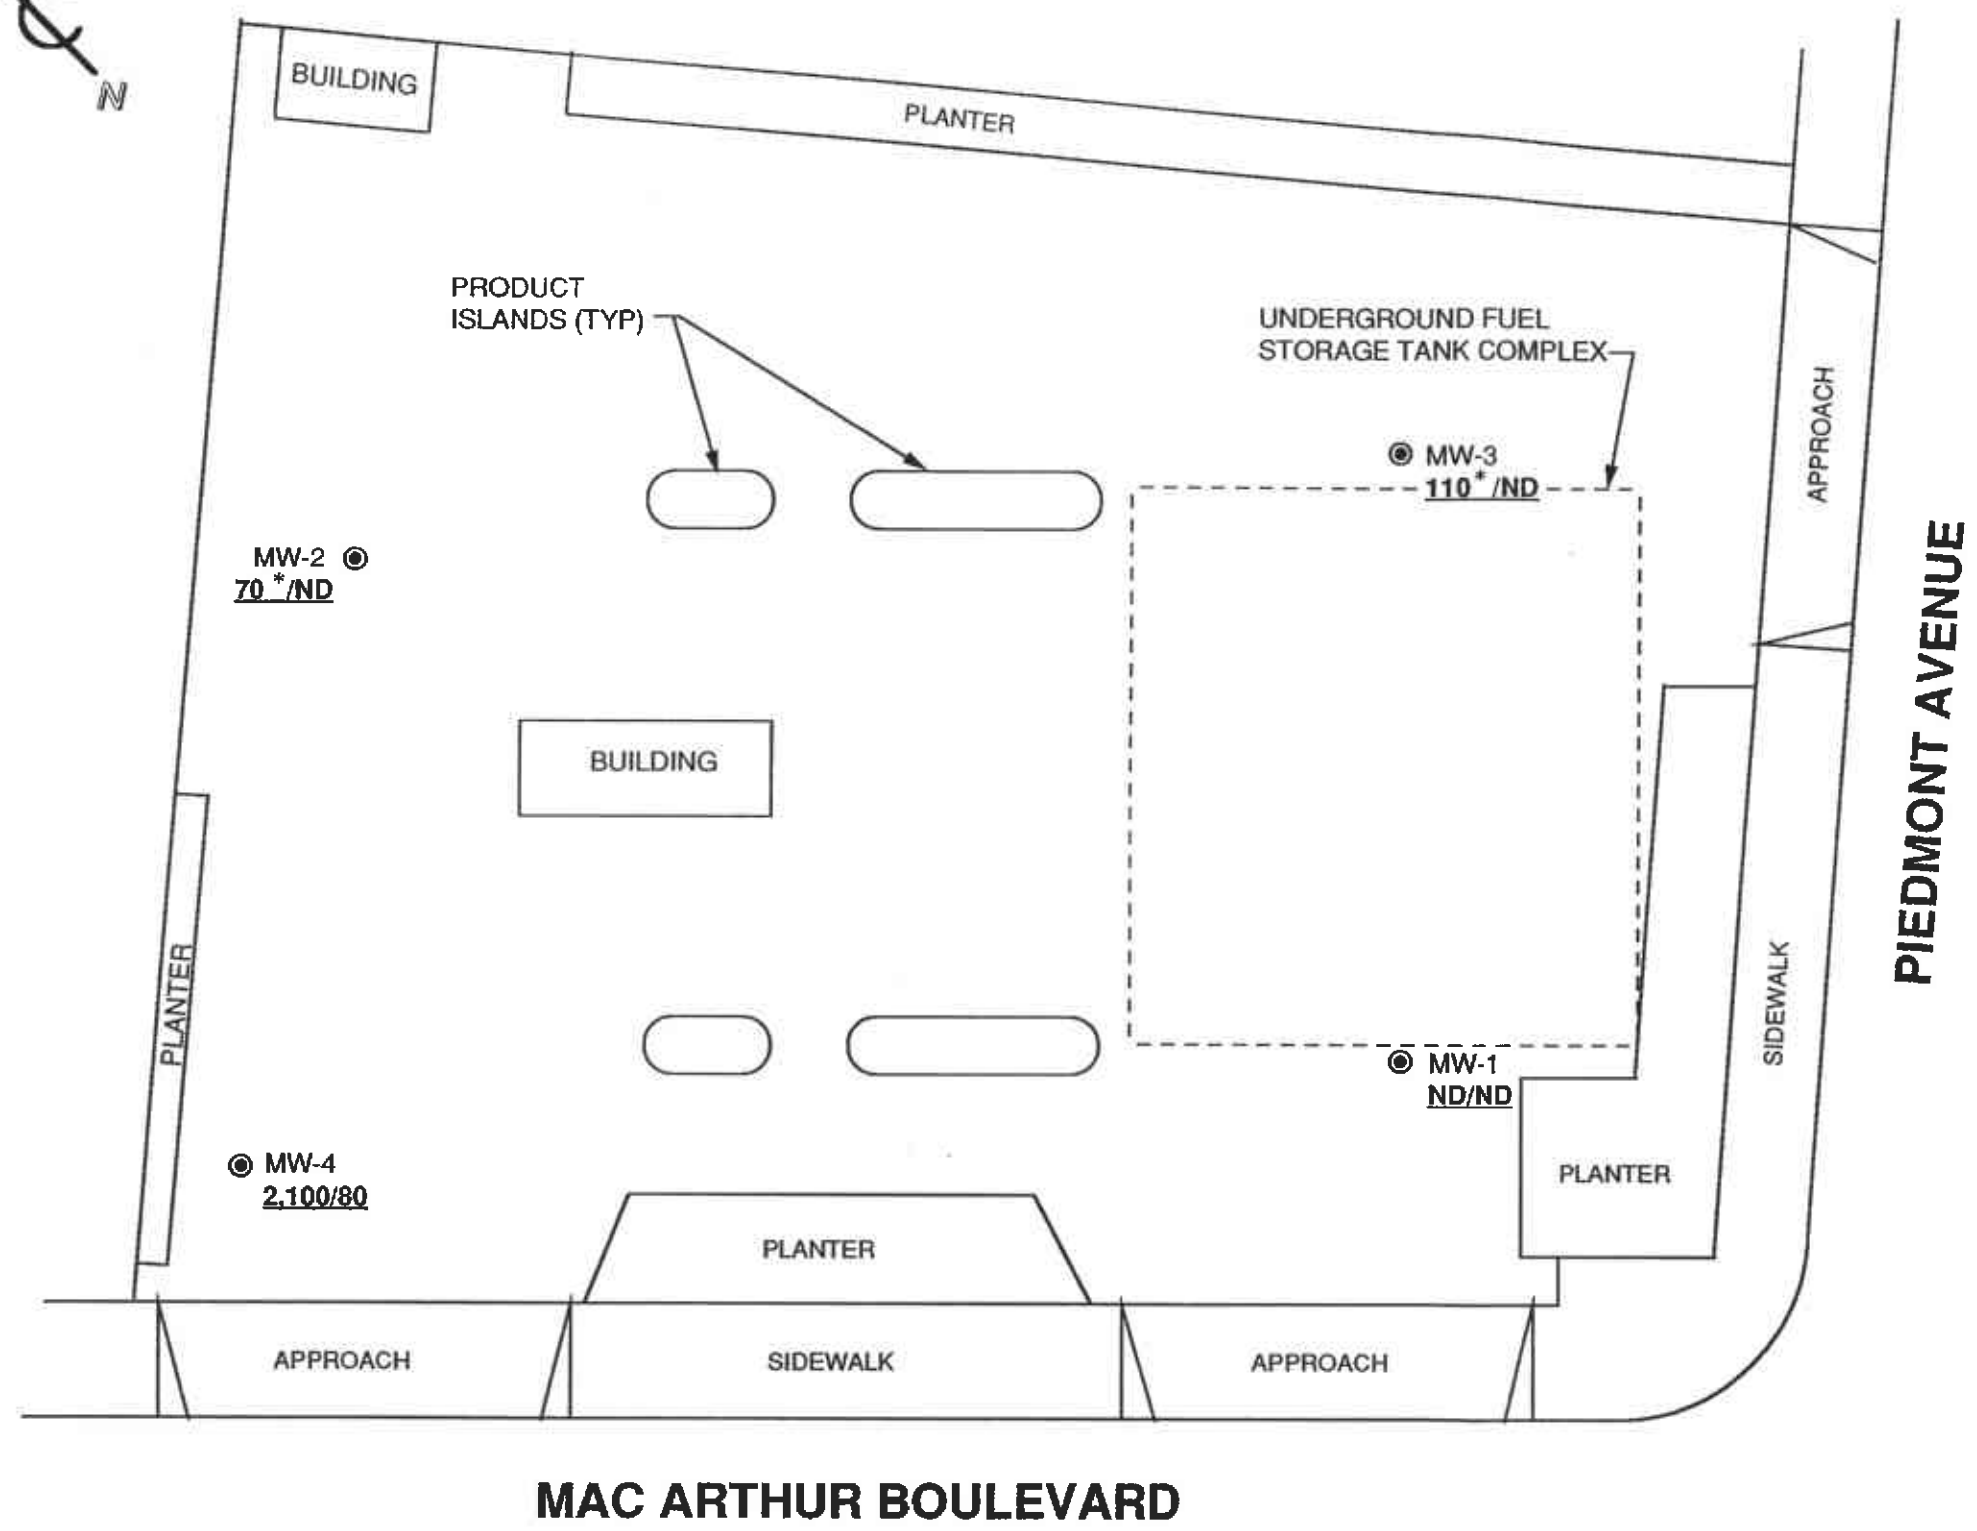 N
BUILDING
PLANTER
PRODUCT
ISLANDS (TYP)
UNDERGROUND FUEL
STORAGE TANK COMPLEX
APPROACH
MW-3
110*/ND
MW-2
70*/ND
PIEDMONT AVENUE
BUILDING
PLANTER
SIDEWALK
MW-1
ND/ND
MW-4
2,100/80
PLANTER
PLANTER
APPROACH
SIDEWALK
APPROACH
MAC ARTHUR BOULEVARD